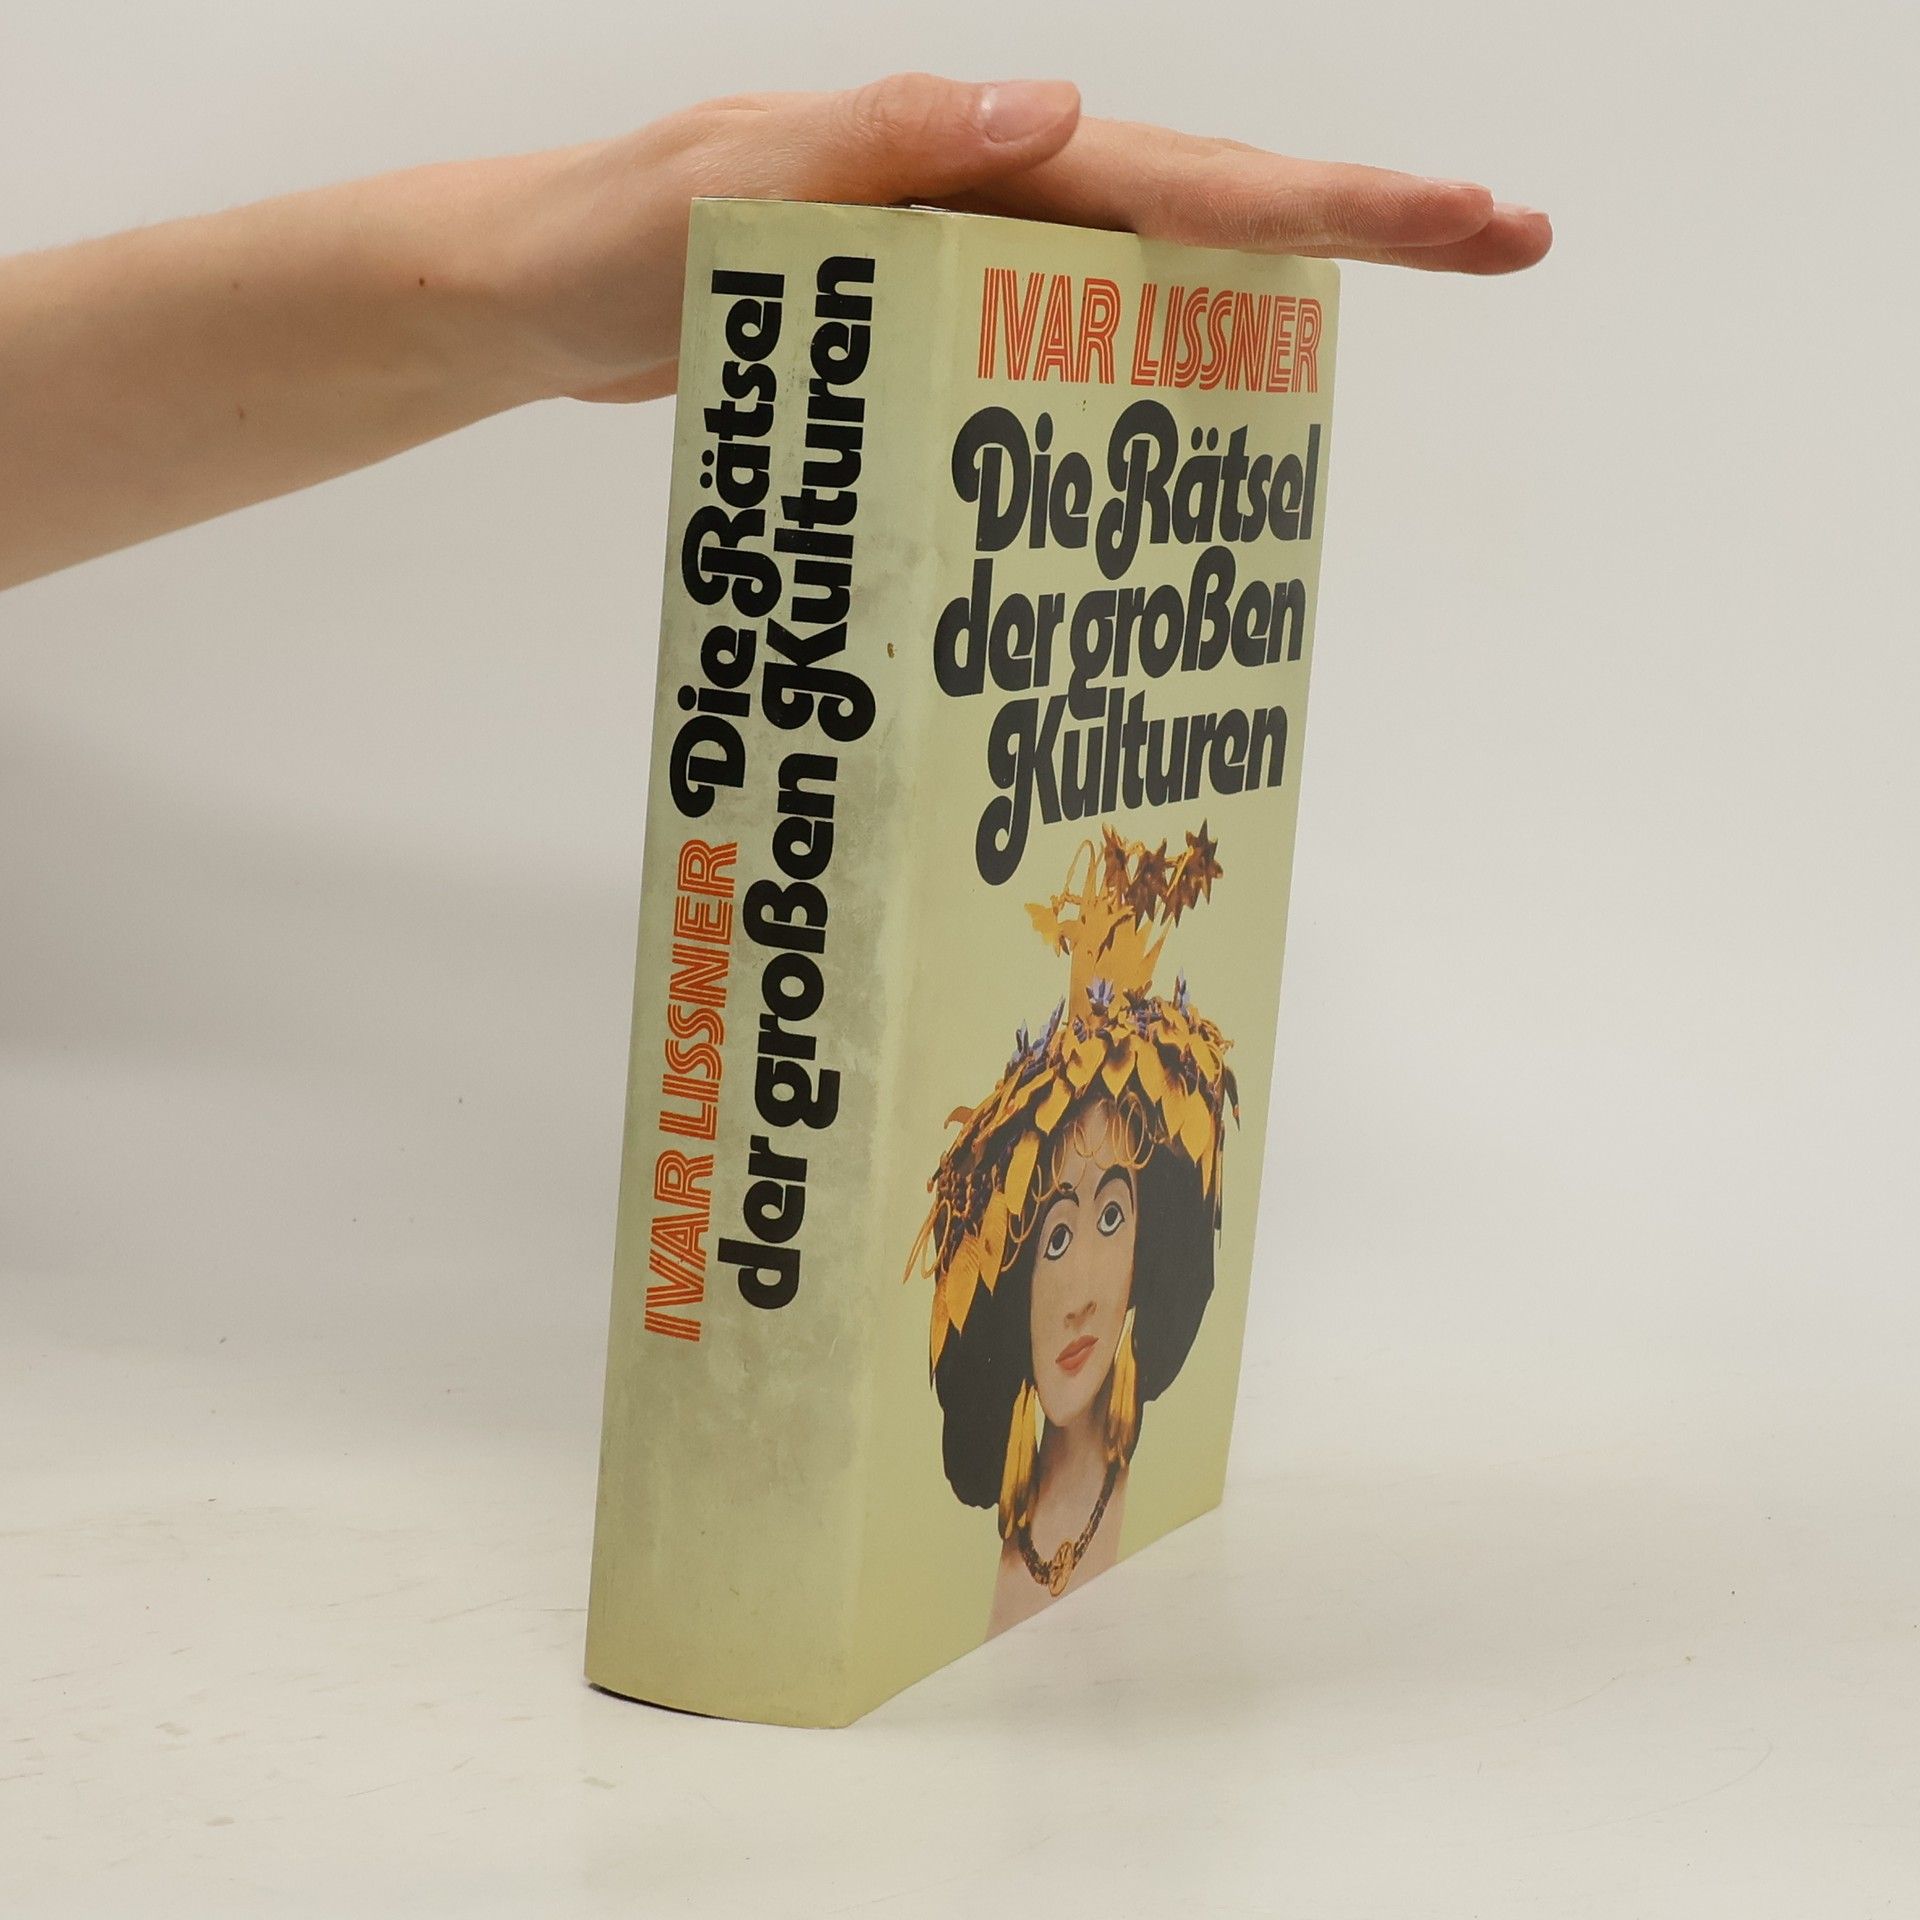 IVAR LISSNER Die Rätsel
der großen Kulturen
IVAR LISSNER
Die Rätsel
der großen
Kulturen